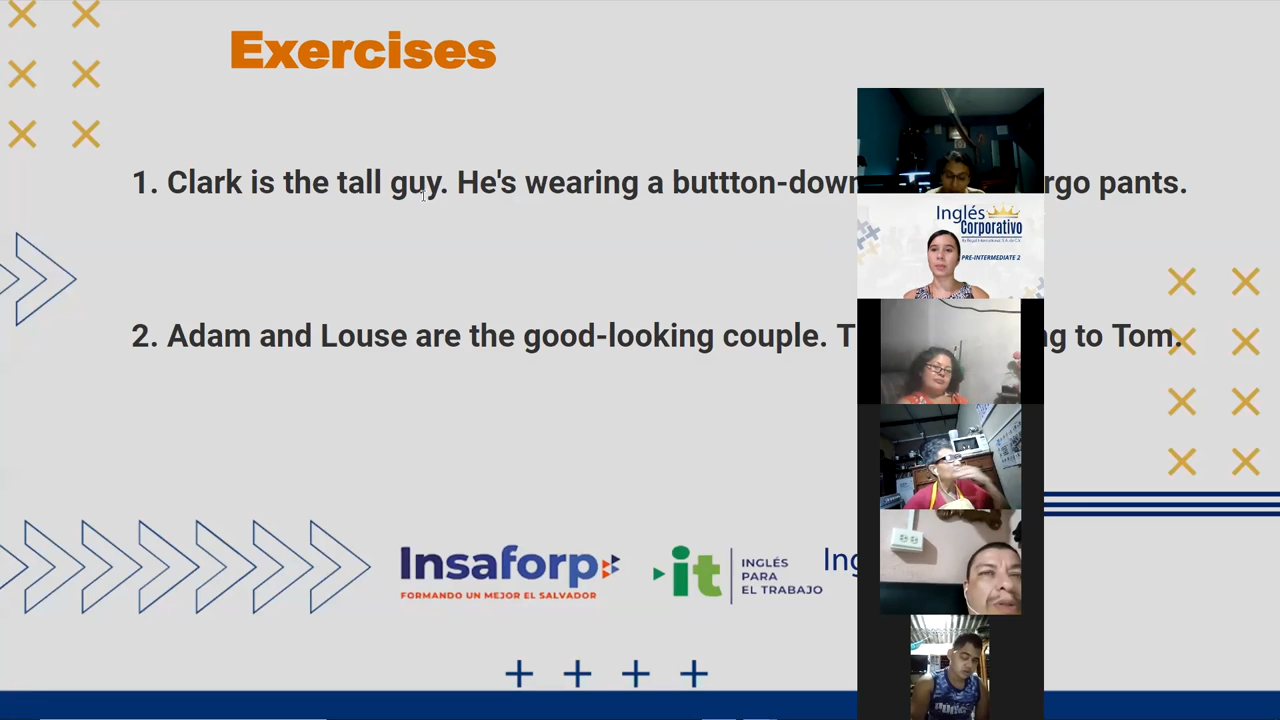 Exercises
1. Clark is the tall guy. He's wearing a buttton-down rgo pants.
Inglés
Corporativo
PRE-INTERMEDIATE 2
2. Adam and Louse are the good-looking couple. T ng to Tom.
Insaforp
FORMANDO UN MEJOR EL SALVADOR
it
INGLÉS
PARA
EL TRABAJO
Ing